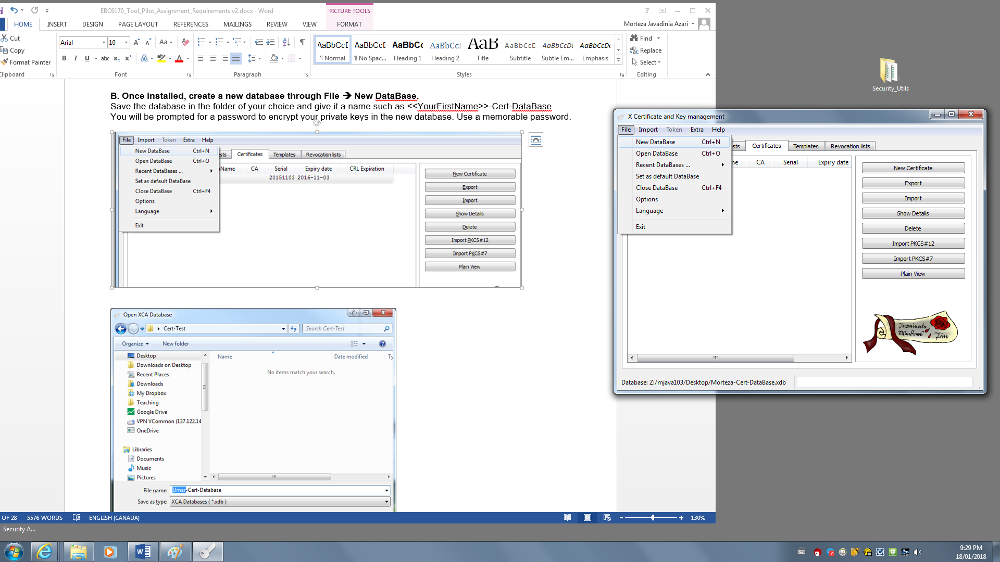 EBC6170_Tool_Pilot_Assignment_Requirements v2.docx - Word
PICTURE TOOLS
HOME INSERT DESIGN PAGE LAYOUT REFERENCES MAILINGS REVIEW VIEW FORMAT
Morteza Javadinia Azari
Cut
Copy
Format Painter
Clipboard
Arial 10
Font
Paragraph
AaBbCcDc AaBbCcDc AaBbCc AaBbCcI AaB AaBbCcD AaBbCcDc AaBbCcDc
¶ Normal ¶ No Spac... Heading 1 Heading 2 Title Subtitle Subtle Em... Emphasis
Styles
Find
Replace
Select
Editing
B. Once installed, create a new database through File ➔ New DataBase.
Save the database in the folder of your choice and give it a name such as <<YourFirstName>>-Cert-DataBase.
You will be prompted for a password to encrypt your private keys in the new database. Use a memorable password.
File Import Token Extra Help
New DataBase Ctrl+N
Open DataBase Ctrl+O
Recent DataBases ...
Set as default DataBase
Close DataBase Ctrl+F4
Options
Language
Exit
sts Certificates Templates Revocation lists
Name CA Serial Expiry date CRL Expiration
20151103 2016-11-03
New Certificate
Export
Import
Show Details
Delete
Import PKCS#12
Import PKCS#7
Plain View
Open XCA Database
Cert-Test
Search Cert-Test
Organize New folder
Desktop
Downloads on Desktop
Recent Places
Downloads
My Dropbox
Teaching
Google Drive
VPN VCommon (137.122.14
OneDrive
Libraries
Documents
Music
Pictures
Name Date modified Ty
No items match your search.
File name: Umar-Cert-Database
Save as type: XCA Databases ( *.xdb )
OF 28 5576 WORDS ENGLISH (CANADA) 130%
Security_Utils
X Certificate and Key management
File Import Token Extra Help
New DataBase Ctrl+N
Open DataBase Ctrl+O
Recent DataBases ...
Set as default DataBase
Close DataBase Ctrl+F4
Options
Language
Exit
sts Certificates Templates Revocation lists
ne CA Serial Expiry date
New Certificate
Export
Import
Show Details
Delete
Import PKCS#12
Import PKCS#7
Plain View
Database: Z:/mjava103/Desktop/Morteza-Cert-DataBase.xdb
Security A...
9:29 PM
18/01/2018